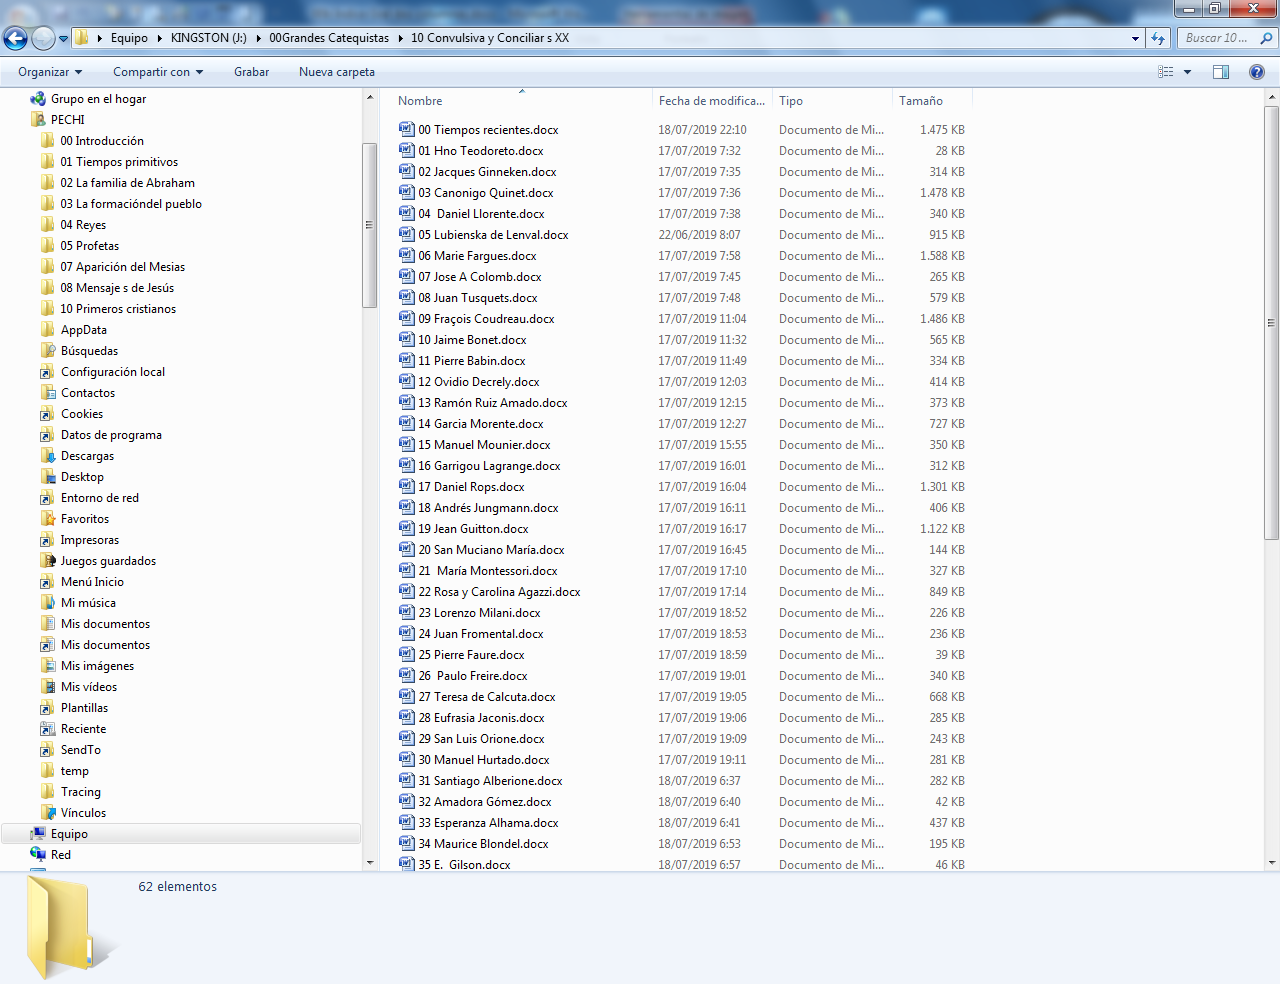 Equipo KINGSTON (J:) 00Grandes Catequistas 10 Convulsiva y Conciliar s XX Buscar 10 ...
Organizar Compartir con Grabar Nueva carpeta
Grupo en el hogar
PECHI
00 Introducción
01 Tiempos primitivos
02 La familia de Abraham
03 La formacióndel pueblo
04 Reyes
05 Profetas
07 Aparición del Mesias
08 Mensaje s de Jesús
10 Primeros cristianos
AppData
Búsquedas
Configuración local
Contactos
Cookies
Datos de programa
Descargas
Desktop
Entorno de red
Favoritos
Impresoras
Juegos guardados
Menú Inicio
Mi música
Mis documentos
Mis documentos
Mis imágenes
Mis vídeos
Plantillas
Reciente
SendTo
temp
Tracing
Vínculos
Equipo
Red
Nombre Fecha de modifica... Tipo Tamaño
00 Tiempos recientes.docx 18/07/2019 22:10 Documento de Mi... 1.475 KB
01 Hno Teodoreto.docx 17/07/2019 7:32 Documento de Mi... 28 KB
02 Jacques Ginneken.docx 17/07/2019 7:35 Documento de Mi... 314 KB
03 Canonigo Quinet.docx 17/07/2019 7:36 Documento de Mi... 1.478 KB
04 Daniel Llorente.docx 17/07/2019 7:38 Documento de Mi... 340 KB
05 Lubienska de Lenval.docx 22/06/2019 8:07 Documento de Mi... 915 KB
06 Marie Fargues.docx 17/07/2019 7:58 Documento de Mi... 1.588 KB
07 Jose A Colomb.docx 17/07/2019 7:45 Documento de Mi... 265 KB
08 Juan Tusquets.docx 17/07/2019 7:48 Documento de Mi... 579 KB
09 Fraçois Coudreau.docx 17/07/2019 11:04 Documento de Mi... 1.486 KB
10 Jaime Bonet.docx 17/07/2019 11:32 Documento de Mi... 565 KB
11 Pierre Babin.docx 17/07/2019 11:49 Documento de Mi... 334 KB
12 Ovidio Decrely.docx 17/07/2019 12:03 Documento de Mi... 414 KB
13 Ramón Ruiz Amado.docx 17/07/2019 12:15 Documento de Mi... 373 KB
14 Garcia Morente.docx 17/07/2019 12:27 Documento de Mi... 727 KB
15 Manuel Mounier.docx 17/07/2019 15:55 Documento de Mi... 350 KB
16 Garrigou Lagrange.docx 17/07/2019 16:01 Documento de Mi... 312 KB
17 Daniel Rops.docx 17/07/2019 16:04 Documento de Mi... 1.301 KB
18 Andrés Jungmann.docx 17/07/2019 16:11 Documento de Mi... 406 KB
19 Jean Guitton.docx 17/07/2019 16:17 Documento de Mi... 1.122 KB
20 San Muciano María.docx 17/07/2019 16:45 Documento de Mi... 144 KB
21 María Montessori.docx 17/07/2019 17:10 Documento de Mi... 327 KB
22 Rosa y Carolina Agazzi.docx 17/07/2019 17:14 Documento de Mi... 849 KB
23 Lorenzo Milani.docx 17/07/2019 18:52 Documento de Mi... 226 KB
24 Juan Fromental.docx 17/07/2019 18:53 Documento de Mi... 236 KB
25 Pierre Faure.docx 17/07/2019 18:59 Documento de Mi... 39 KB
26 Paulo Freire.docx 17/07/2019 19:01 Documento de Mi... 340 KB
27 Teresa de Calcuta.docx 17/07/2019 19:05 Documento de Mi... 668 KB
28 Eufrasia Jaconis.docx 17/07/2019 19:06 Documento de Mi... 285 KB
29 San Luis Orione.docx 17/07/2019 19:09 Documento de Mi... 243 KB
30 Manuel Hurtado.docx 17/07/2019 19:11 Documento de Mi... 281 KB
31 Santiago Alberione.docx 18/07/2019 6:37 Documento de Mi... 282 KB
32 Amadora Gómez.docx 18/07/2019 6:40 Documento de Mi... 42 KB
33 Esperanza Alhama.docx 18/07/2019 6:41 Documento de Mi... 437 KB
34 Maurice Blondel.docx 18/07/2019 6:53 Documento de Mi... 195 KB
35 E. Gilson.docx 18/07/2019 6:57 Documento de Mi... 46 KB
62 elementos